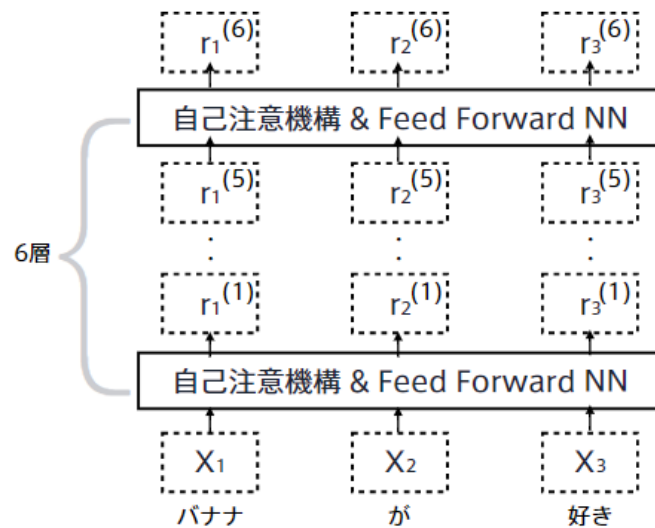 r1(6) r2(6) r3(6)
自己注意機構 & Feed Forward NN
r1(5) r2(5) r3(5)
6層
r1(1) r2(1) r3(1)
自己注意機構 & Feed Forward NN
X1 X2 X3
バナナ が 好き